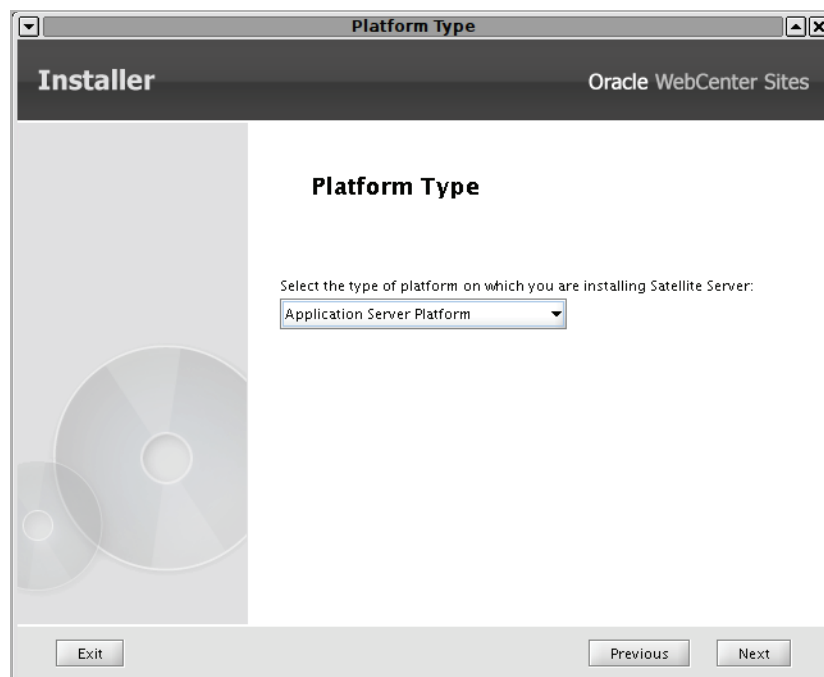 Platform Type
Installer
Oracle WebCenter Sites
Platform Type
Select the type of platform on which you are installing Satellite Server:
Application Server Platform
Exit
Previous
Next